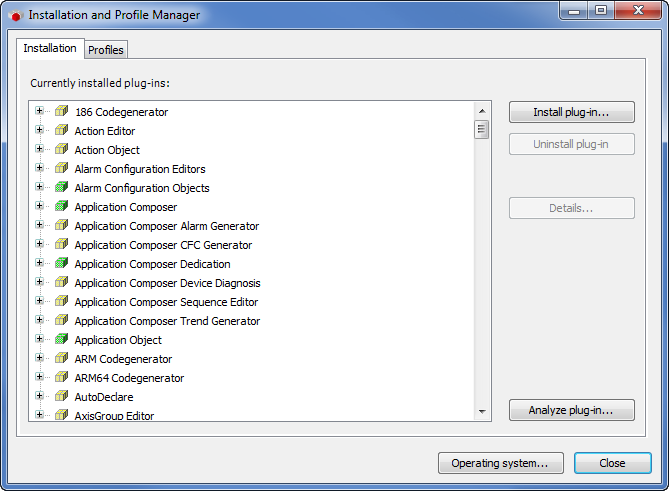 Installation and Profile Manager
Installation
Profiles
Currently installed plug-ins:
186 Codegenerator
Action Editor
Action Object
Alarm Configuration Editors
Alarm Configuration Objects
Application Composer
Application Composer Alarm Generator
Application Composer CFC Generator
Application Composer Dedication
Application Composer Device Diagnosis
Application Composer Sequence Editor
Application Composer Trend Generator
Application Object
ARM Codegenerator
ARM64 Codegenerator
AutoDeclare
AxisGroup Editor
Install plug-in...
Uninstall plug-in
Details...
Analyze plug-in...
Operating system...
Close